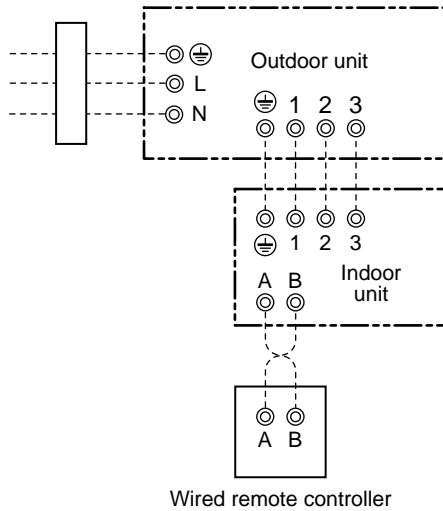 Outdoor unit
L
N
1 2 3
1 2 3
Indoor
unit
A B
A B
Wired remote controller